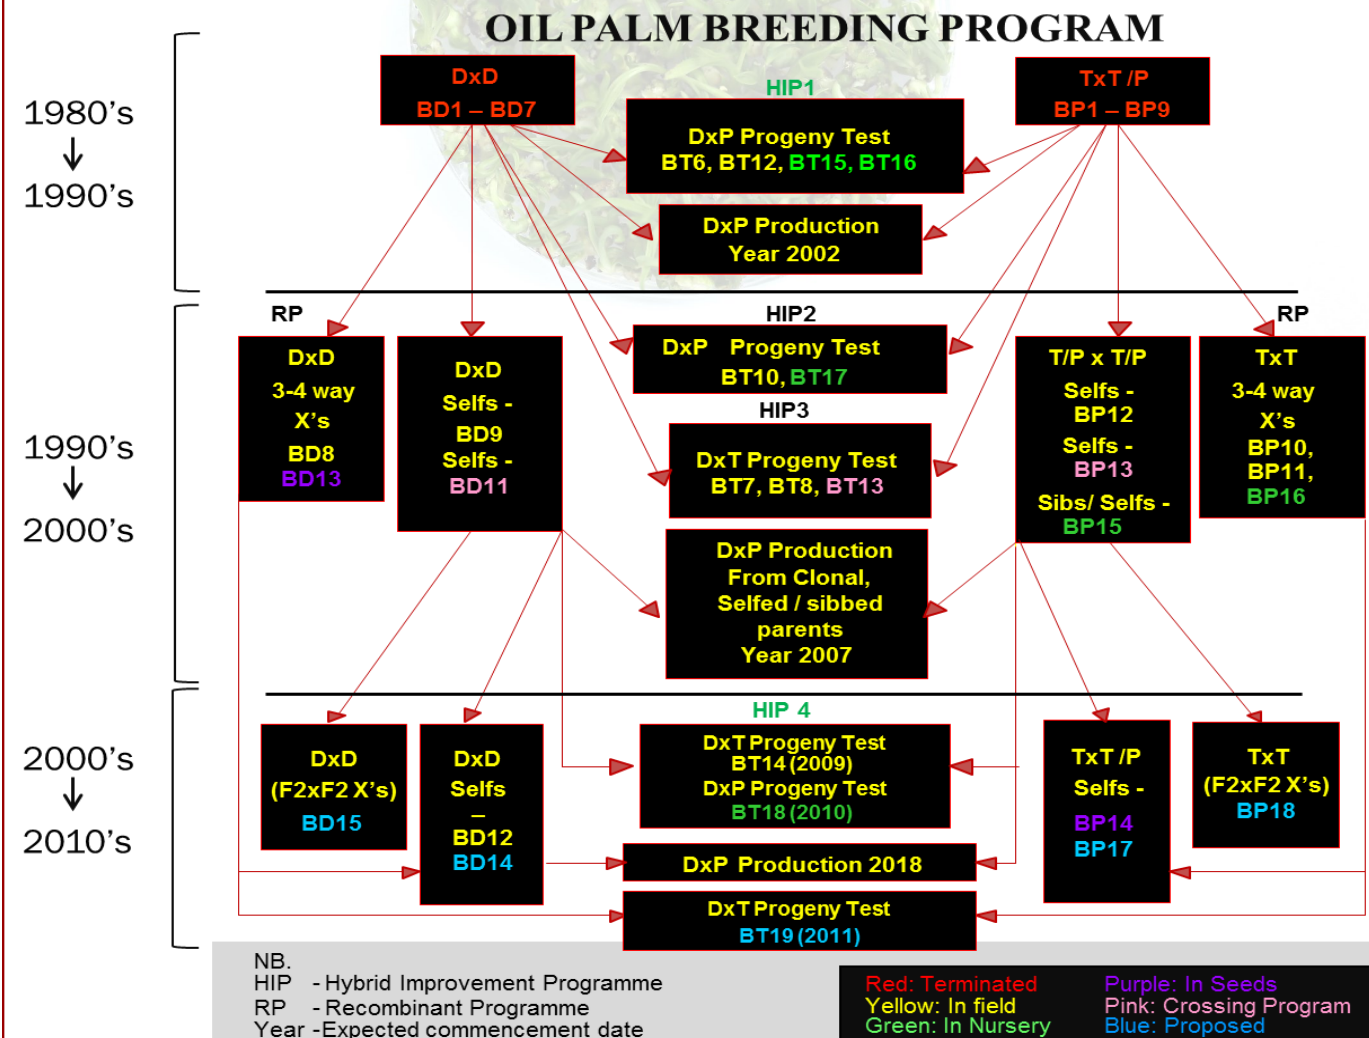 OIL PALM BREEDING PROGRAM
1980's
1990's
DxD
BD1 – BD7
HIP1
DxP Progeny Test
BT6, BT12, BT15, BT16
TxT /P
BP1 – BP9
DxP Production
Year 2002
1990's
2000's
RP
DxD
3-4 way
X's
BD8
BD13
DxD
Selfs -
BD9
Selfs -
BD11
HIP2
DxP Progeny Test
BT10, BT17
HIP3
DxT Progeny Test
BT7, BT8, BT13
DxP Production
From Clonal,
Selfed / sibbed
parents
Year 2007
T/P x T/P
Selfs -
BP12
Selfs -
BP13
Sibs/ Selfs -
BP15
RP
TxT
3-4 way
X's
BP10,
BP11,
BP16
2000's
2010's
DxD
(F2xF2 X's)
BD15
DxD
Selfs
–
BD12
BD14
HIP 4
DxT Progeny Test
BT14 (2009)
DxP Progeny Test
BT18 (2010)
DxP Production 2018
DxT Progeny Test
BT19 (2011)
TxT /P
Selfs -
BP14
BP17
TxT
(F2xF2 X's)
BP18
NB.
HIP - Hybrid Improvement Programme
RP - Recombinant Programme
Year -Expected commencement date
Red: Terminated
Yellow: In field
Green: In Nursery
Purple: In Seeds
Pink: Crossing Program
Blue: Proposed